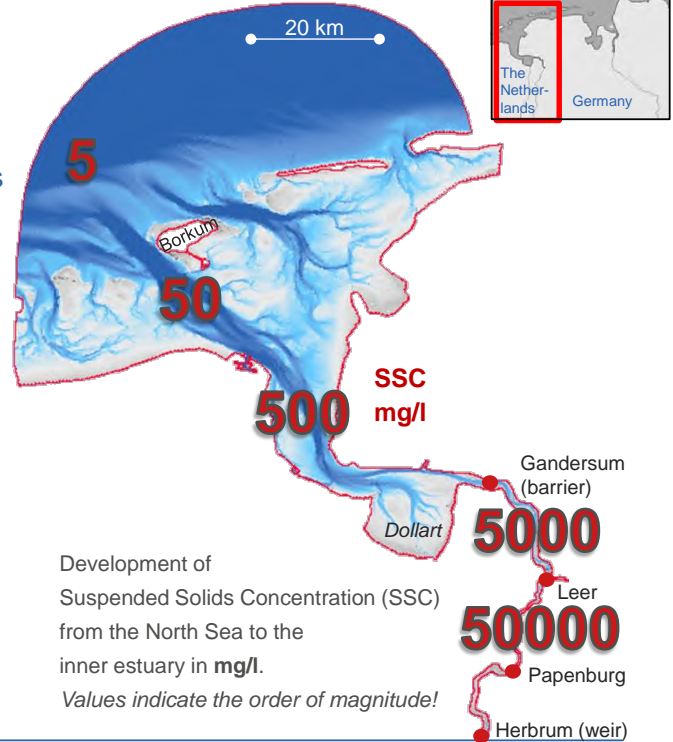 20 km
The
Nether-
lands
Germany
5
s
Borkum
50
SSC
mg/l
500
Gandersum
(barrier)
Dollart
5000
Development of
Suspended Solids Concentration (SSC)
from the North Sea to the
inner estuary in mg/l.
Values indicate the order of magnitude!
Leer
50000
Papenburg
Herbrum (weir)